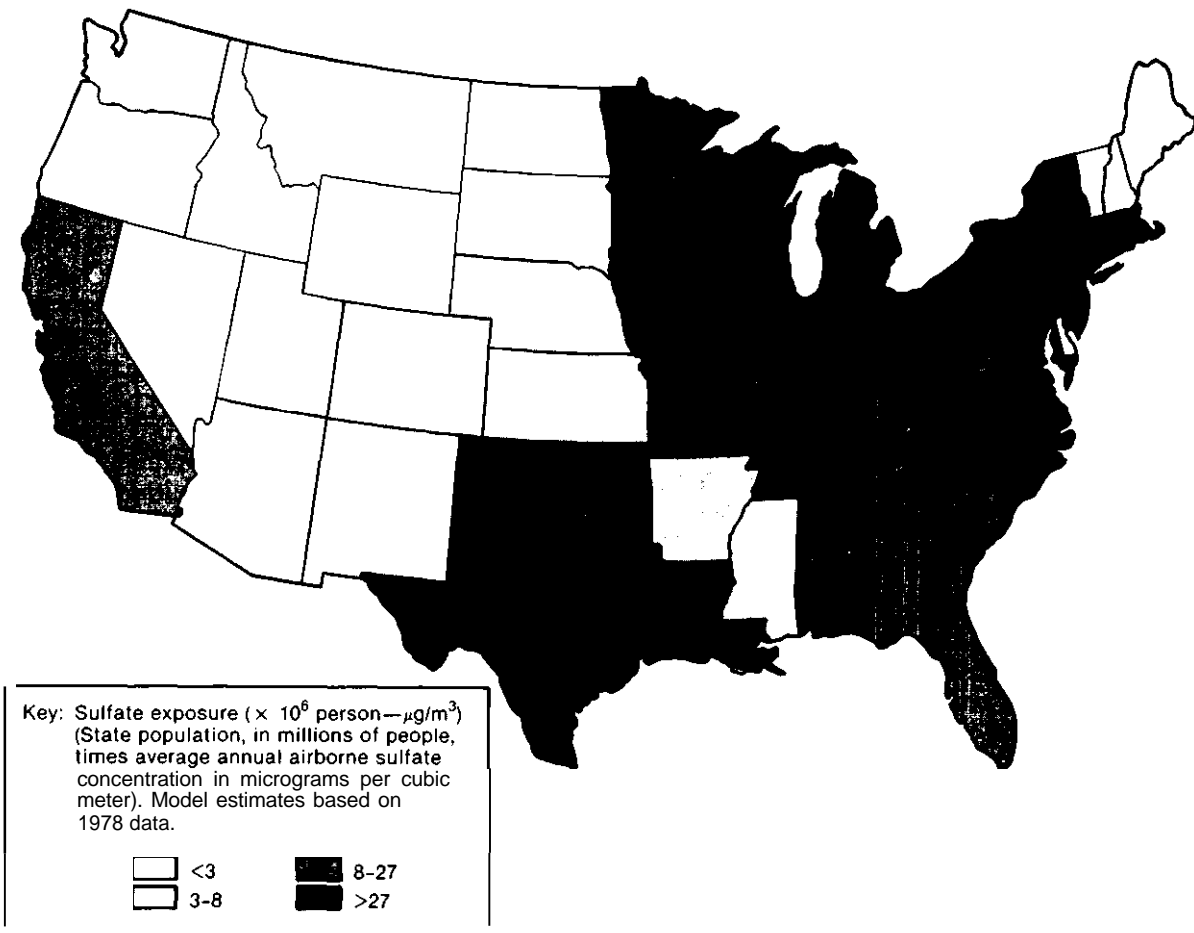 Key: Sulfate exposure (× 10⁶ person—μg/m³)
(State population, in millions of people,
times average annual airborne sulfate
concentration in micrograms per cubic
meter). Model estimates based on
1978 data.
<3 8-27
3-8 >27